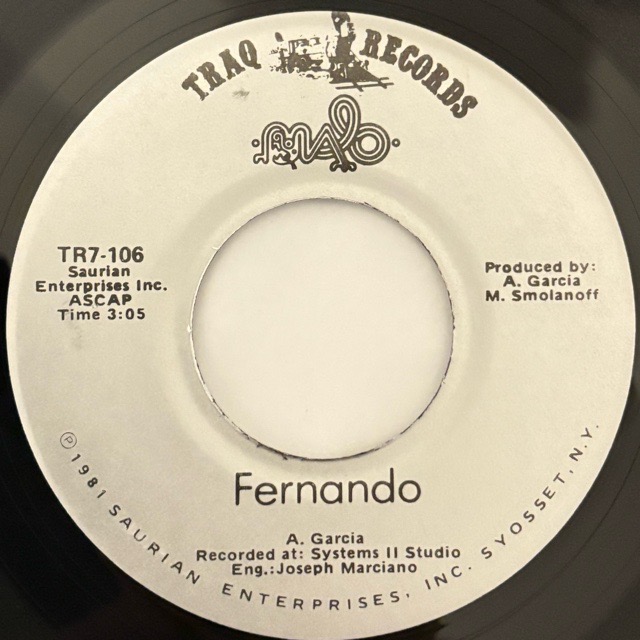 TRAQ RECORDS
MALO
TR7-106
Saurian
Enterprises Inc.
ASCAP
Time 3:05
Produced by:
A. Garcia
M. Smolanoff
Fernando
A. Garcia
Recorded at: Systems II Studio
Eng.:Joseph Marciano
℗ 1981 SAURIAN ENTERPRISES, INC. SYOSSET, N.Y.